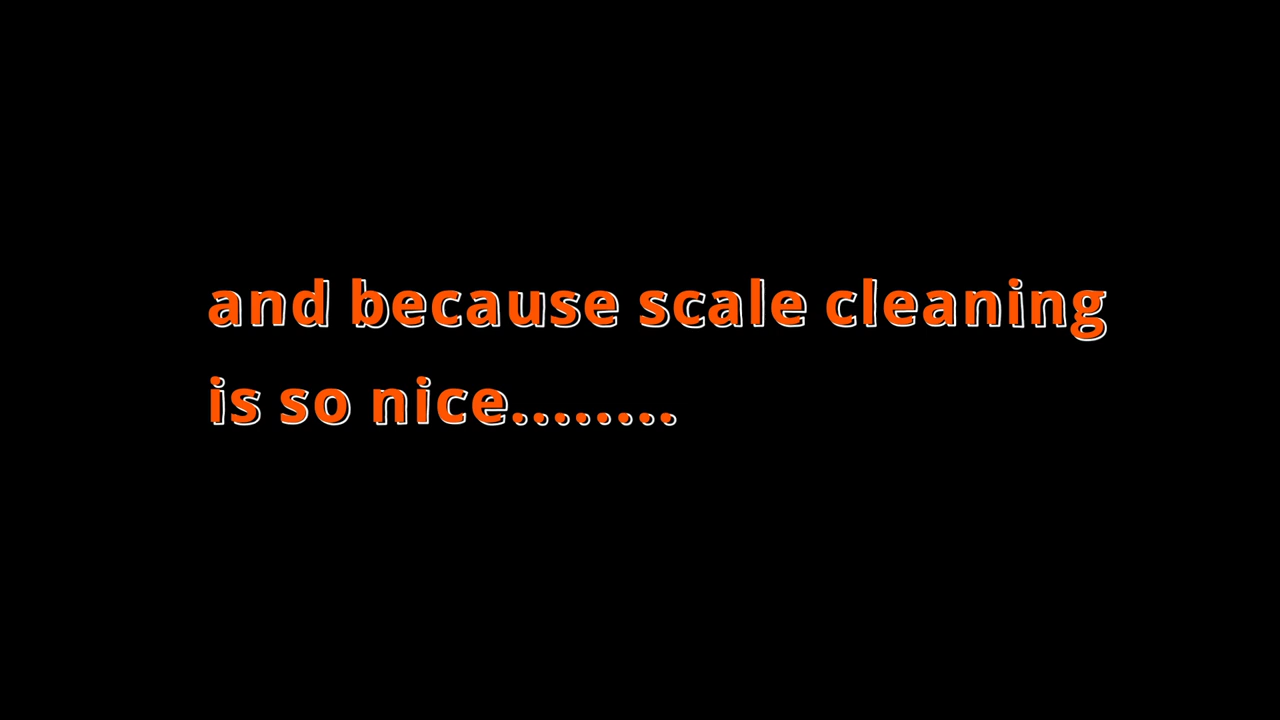 and because scale cleaning
is so nice........